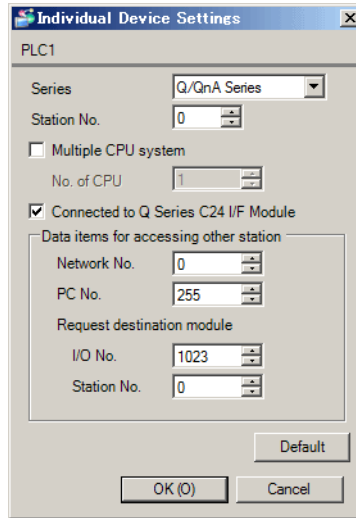 Individual Device Settings
PLC1
Series Q/QnA Series
Station No. 0
Multiple CPU system
No. of CPU 1
Connected to Q Series C24 I/F Module
Data items for accessing other station
Network No. 0
PC No. 255
Request destination module
I/O No. 1023
Station No. 0
Default
OK (O) Cancel